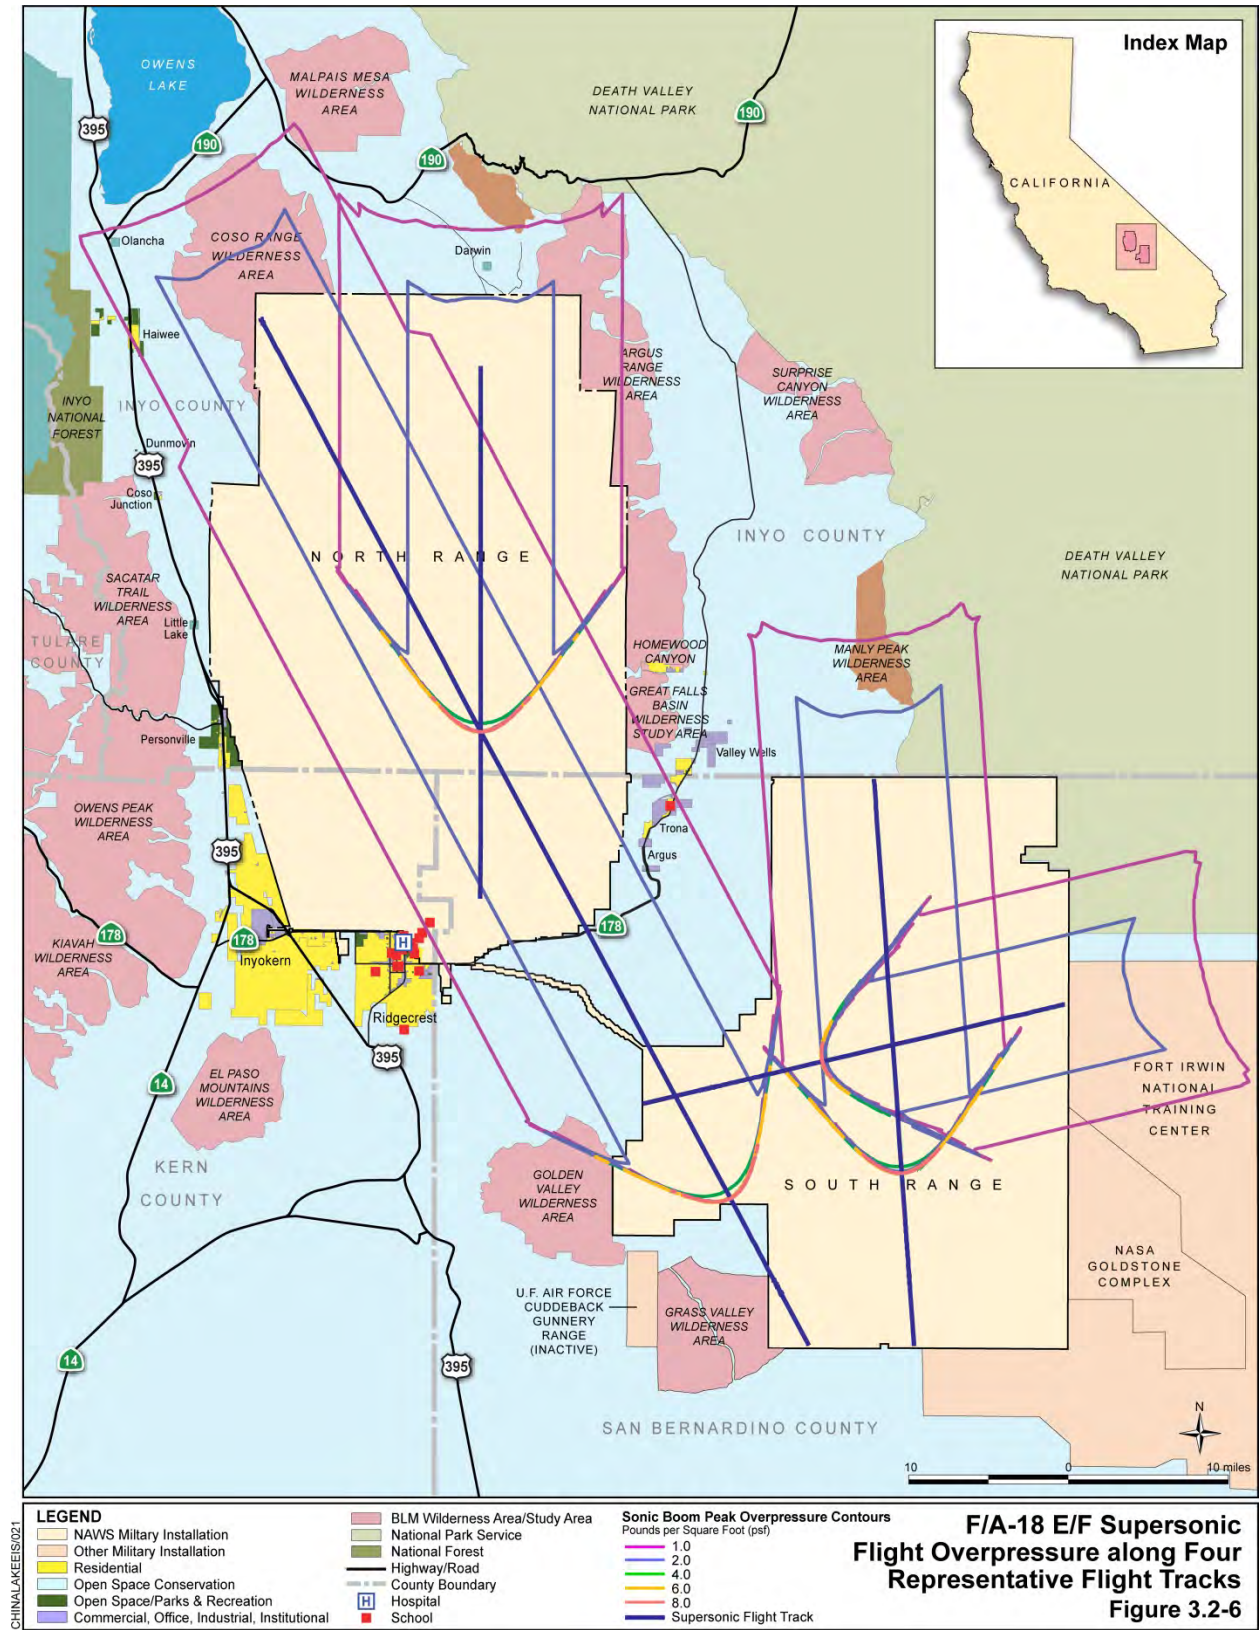 Index Map
CALIFORNIA
OWENS
LAKE
MALPAIS MESA
WILDERNESS
AREA
DEATH VALLEY
NATIONAL PARK
190
395
190
190
Olancha
COSO RANGE
WILDERNESS
AREA
Darwin
Haiwee
INYO COUNTY
INYO
NATIONAL
FOREST
ARGUS
RANGE
WILDERNESS
AREA
SURPRISE
CANYON
WILDERNESS
AREA
Dunmovin
395
Coso
Junction
INYO COUNTY
NORTH RANGE
DEATH VALLEY
NATIONAL PARK
SACATAR
TRAIL
WILDERNESS
AREA
Little
Lake
TULARE
COUNTY
HOMEWOOD
CANYON
MANLY PEAK
WILDERNESS
AREA
GREAT FALLS
BASIN
WILDERNESS
STUDY AREA
Personville
Valley Wells
OWENS PEAK
WILDERNESS
AREA
Trona
Argus
395
178
178
178
KIAVAH
WILDERNESS
AREA
Inyokern
H
Ridgecrest
395
14
EL PASO
MOUNTAINS
WILDERNESS
AREA
FORT IRWIN
NATIONAL
TRAINING
CENTER
KERN
COUNTY
GOLDEN
VALLEY
WILDERNESS
AREA
SOUTH RANGE
NASA
GOLDSTONE
COMPLEX
U.F. AIR FORCE
CUDDEBACK
GUNNERY
RANGE
(INACTIVE)
GRASS VALLEY
WILDERNESS
AREA
14
395
SAN BERNARDINO COUNTY
N
10 0 10 miles
CHINALAKEEIS/021
LEGEND
NAWS Miltary Installation
Other Military Installation
Residential
Open Space Conservation
Open Space/Parks & Recreation
Commercial, Office, Industrial, Institutional
BLM Wilderness Area/Study Area
National Park Service
National Forest
Highway/Road
County Boundary
H Hospital
School
Sonic Boom Peak Overpressure Contours
Pounds per Square Foot (psf)
1.0
2.0
4.0
6.0
8.0
Supersonic Flight Track
F/A-18 E/F Supersonic
Flight Overpressure along Four
Representative Flight Tracks
Figure 3.2-6